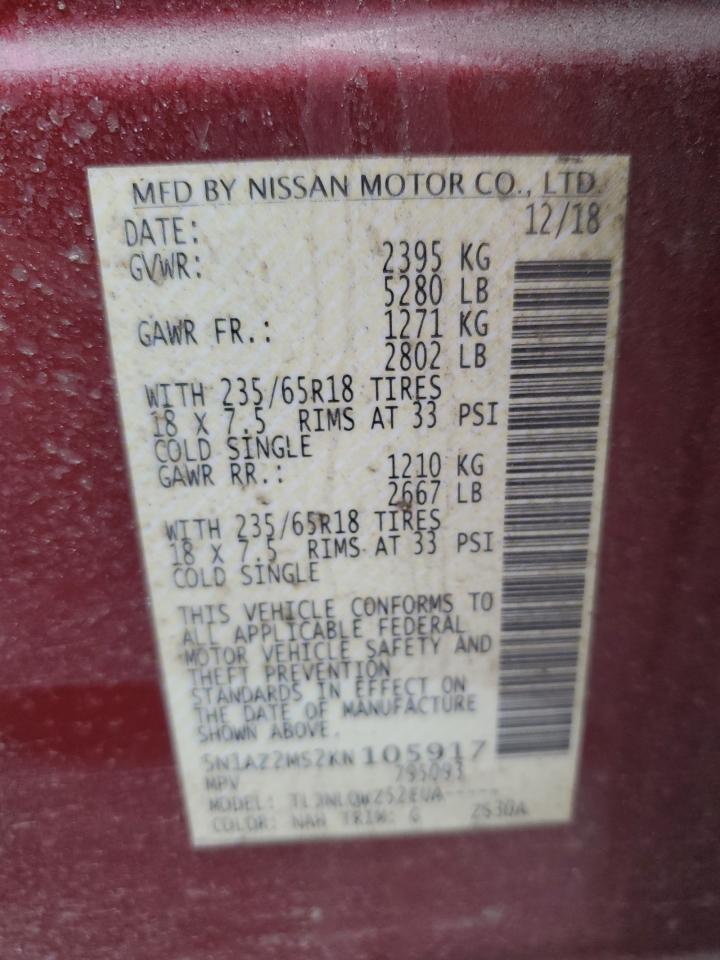 MFD BY NISSAN MOTOR CO., LTD.
DATE: 12/18
GVWR: 2395 KG
5280 LB
GAWR FR.: 1271 KG
2802 LB
WITH 235/65R18 TIRES
18 X 7.5 RIMS AT 33 PSI
COLD SINGLE
GAWR RR.: 1210 KG
2667 LB
WITH 235/65R18 TIRES
18 X 7.5 RIMS AT 33 PSI
COLD SINGLE
THIS VEHICLE CONFORMS TO
ALL APPLICABLE FEDERAL
MOTOR VEHICLE SAFETY AND
THEFT PREVENTION
STANDARDS IN EFFECT ON
THE DATE OF MANUFACTURE
SHOWN ABOVE.
5N1AZ2MS2KN105917
MPV 795093
MODEL:
COLOR: NAH TRIM: G